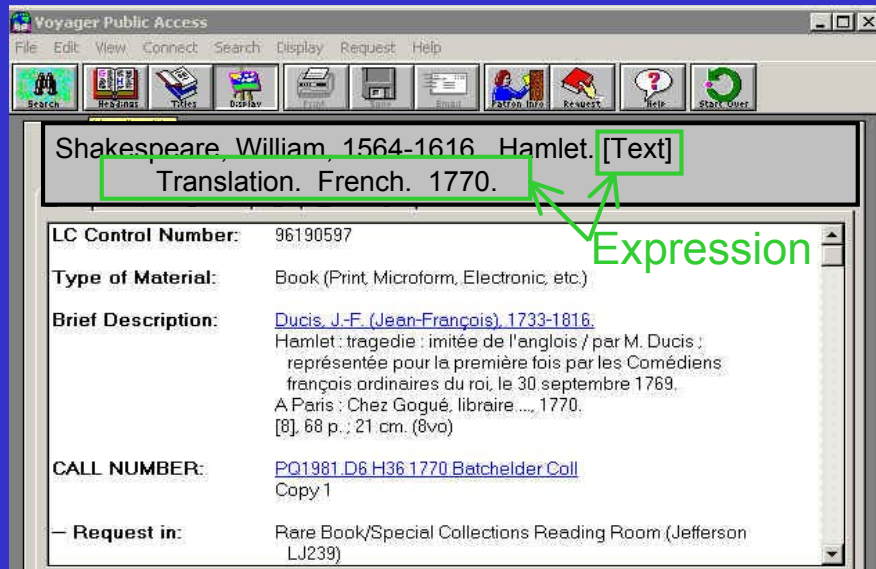 Voyager Public Access
File Edit View Connect Search Display Request Help
Search Headings Titles Display Print Save Email Patron Info Request Help Start Over
Shakespeare, William, 1564-1616. Hamlet. [Text]
Translation. French. 1770.
Expression
LC Control Number: 96190597
Type of Material: Book (Print, Microform, Electronic, etc.)
Brief Description: Ducis, J.-F. (Jean-François), 1733-1816.
Hamlet : tragedie : imitée de l'anglois / par M. Ducis ;
représentée pour la première fois par les Comédiens
françois ordinaires du roi, le 30 septembre 1769.
A Paris : Chez Gogué, libraire...., 1770.
[8], 68 p. ; 21 cm. (8vo)
CALL NUMBER: PQ1981.D6 H36 1770 Batchelder Coll
Copy 1
– Request in: Rare Book/Special Collections Reading Room (Jefferson
LJ239)